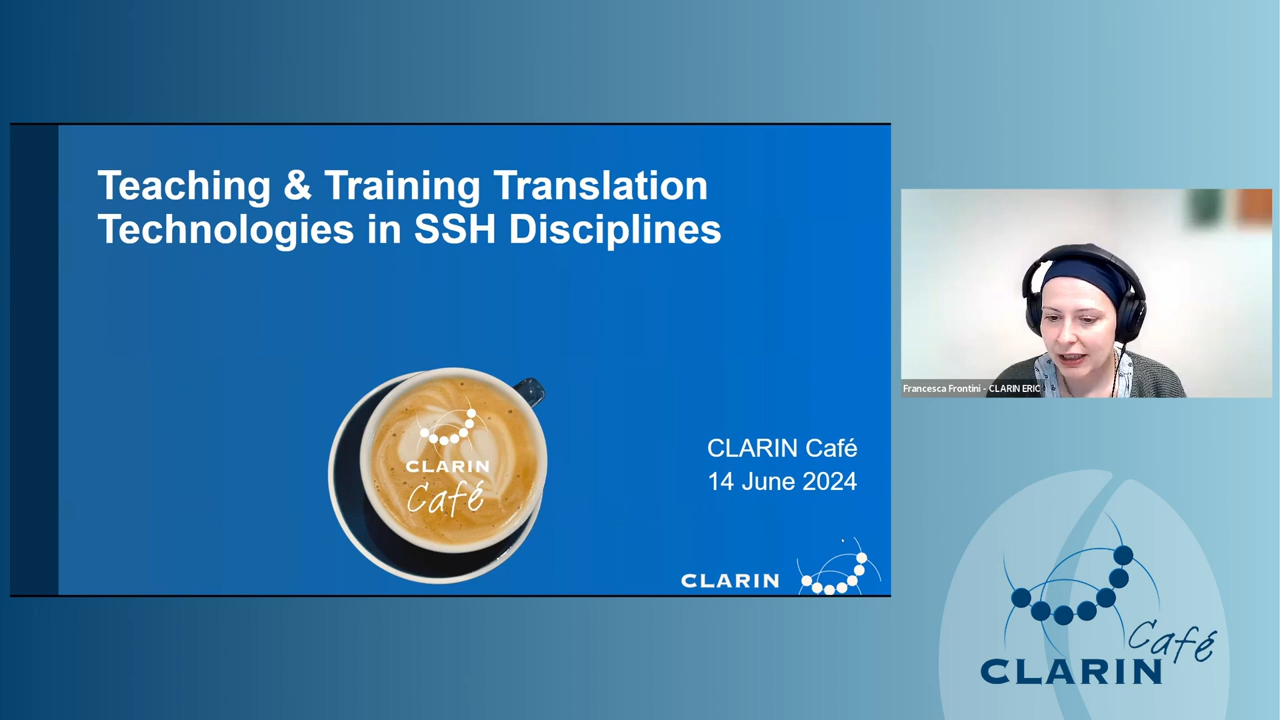 Teaching & Training Translation
Technologies in SSH Disciplines
CLARIN
Café
CLARIN Café
14 June 2024
CLARIN
Francesca Frontini - CLARIN ERIC
Café
CLARIN